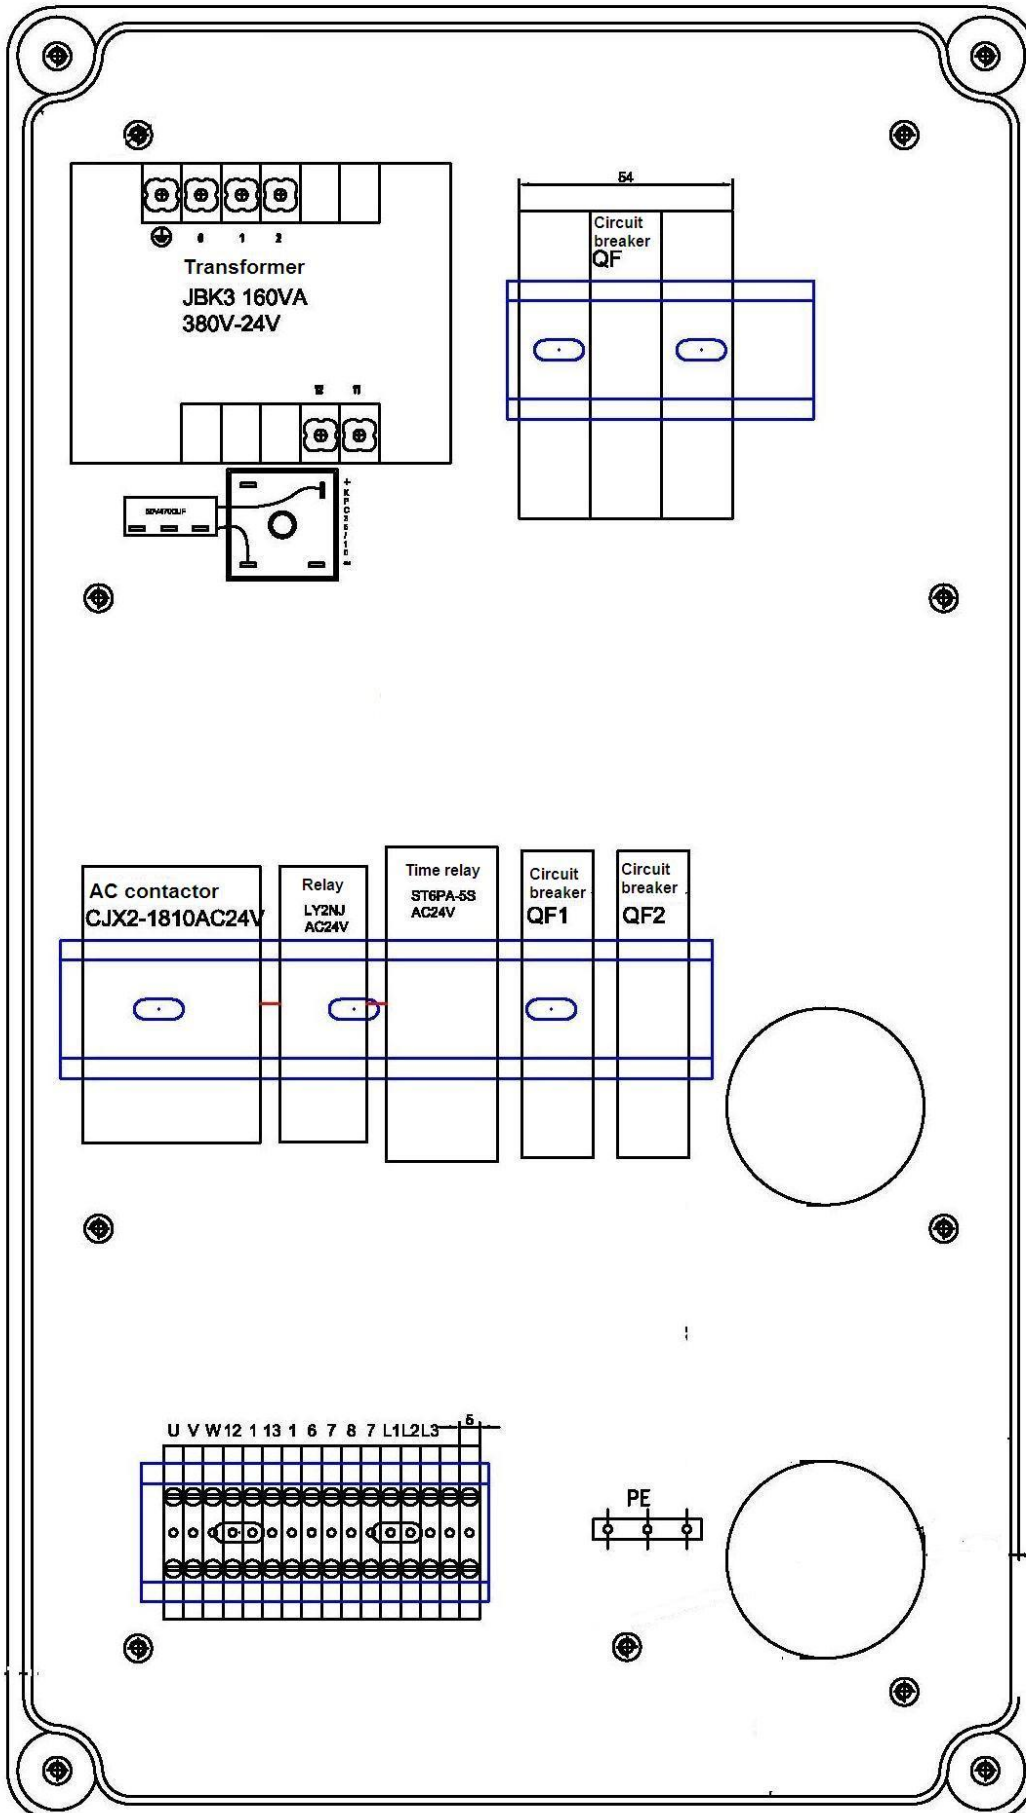 54
Circuit
breaker
QF
1 2
Transformer
JBK3 160VA
380V-24V
11
50V4700UF
AC contactor
CJX2-1810AC24V
Relay
LY2NJ
AC24V
Time relay
ST6PA-5S
AC24V
Circuit
breaker
QF1
Circuit
breaker
QF2
U V W 12 1 13 1 6 7 8 7 L1 L2 L3
5
PE